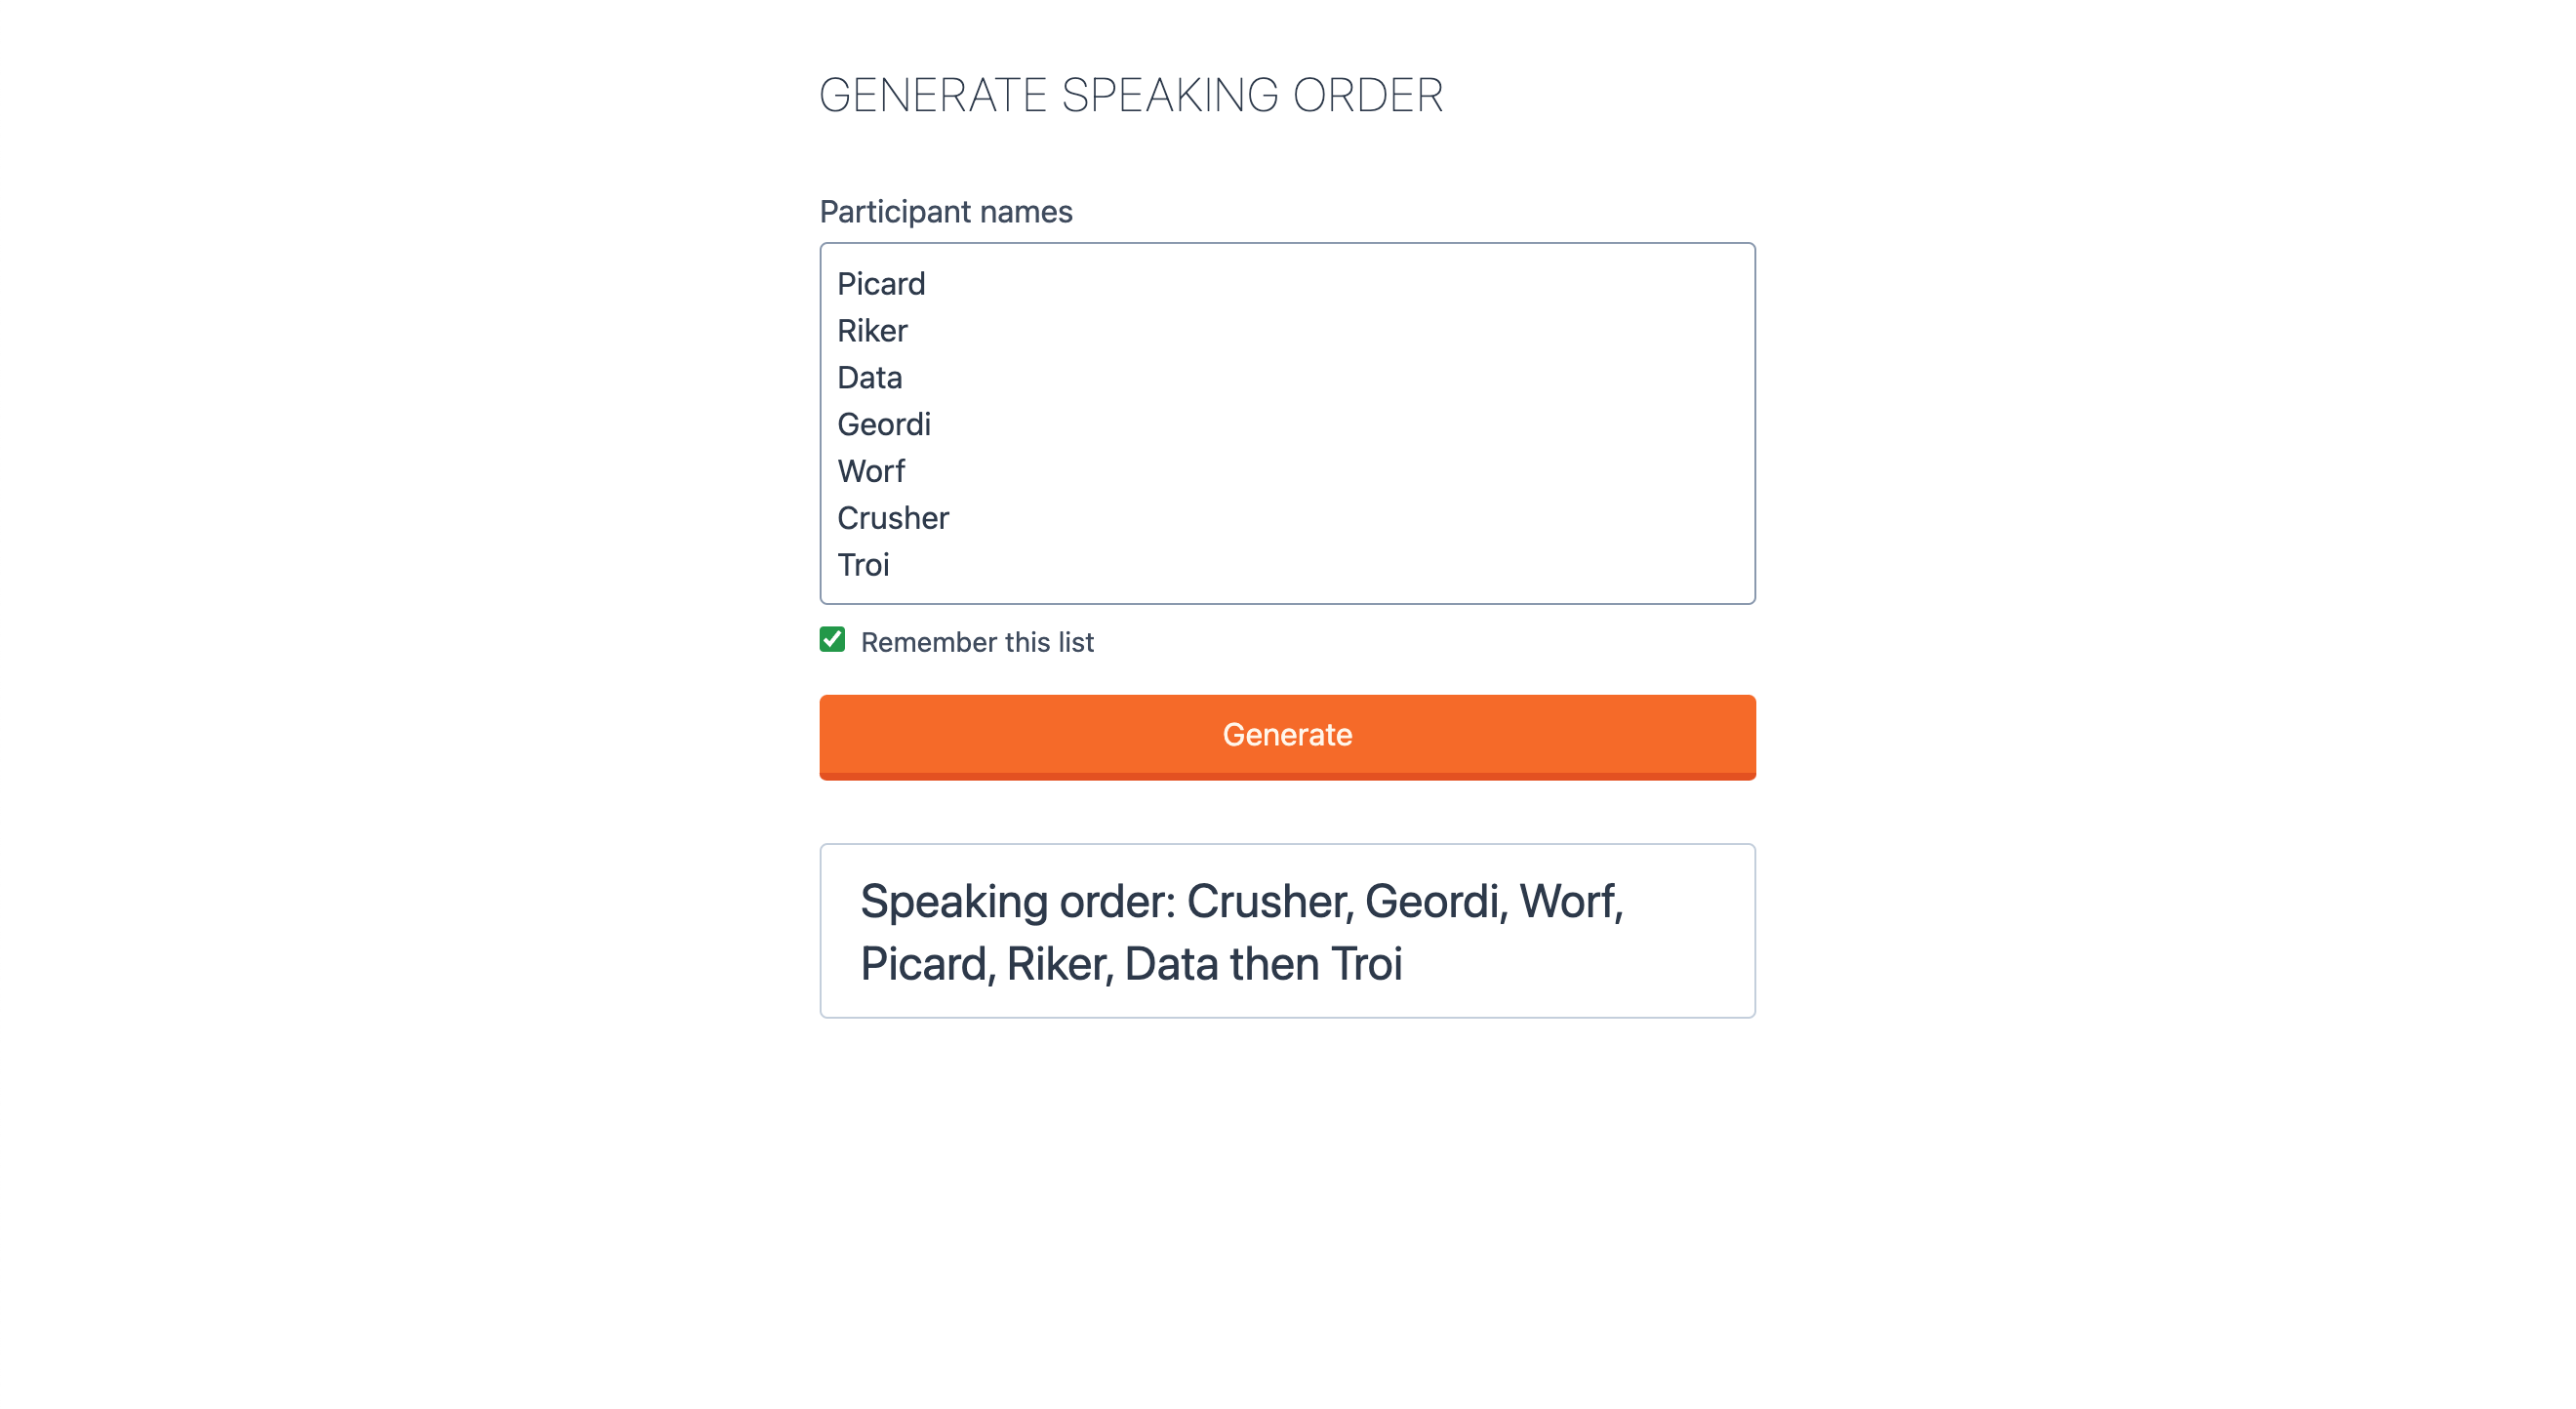 GENERATE SPEAKING ORDER
Participant names
Picard
Riker
Data
Geordi
Worf
Crusher
Troi
Remember this list
Generate
Speaking order: Crusher, Geordi, Worf,
Picard, Riker, Data then Troi